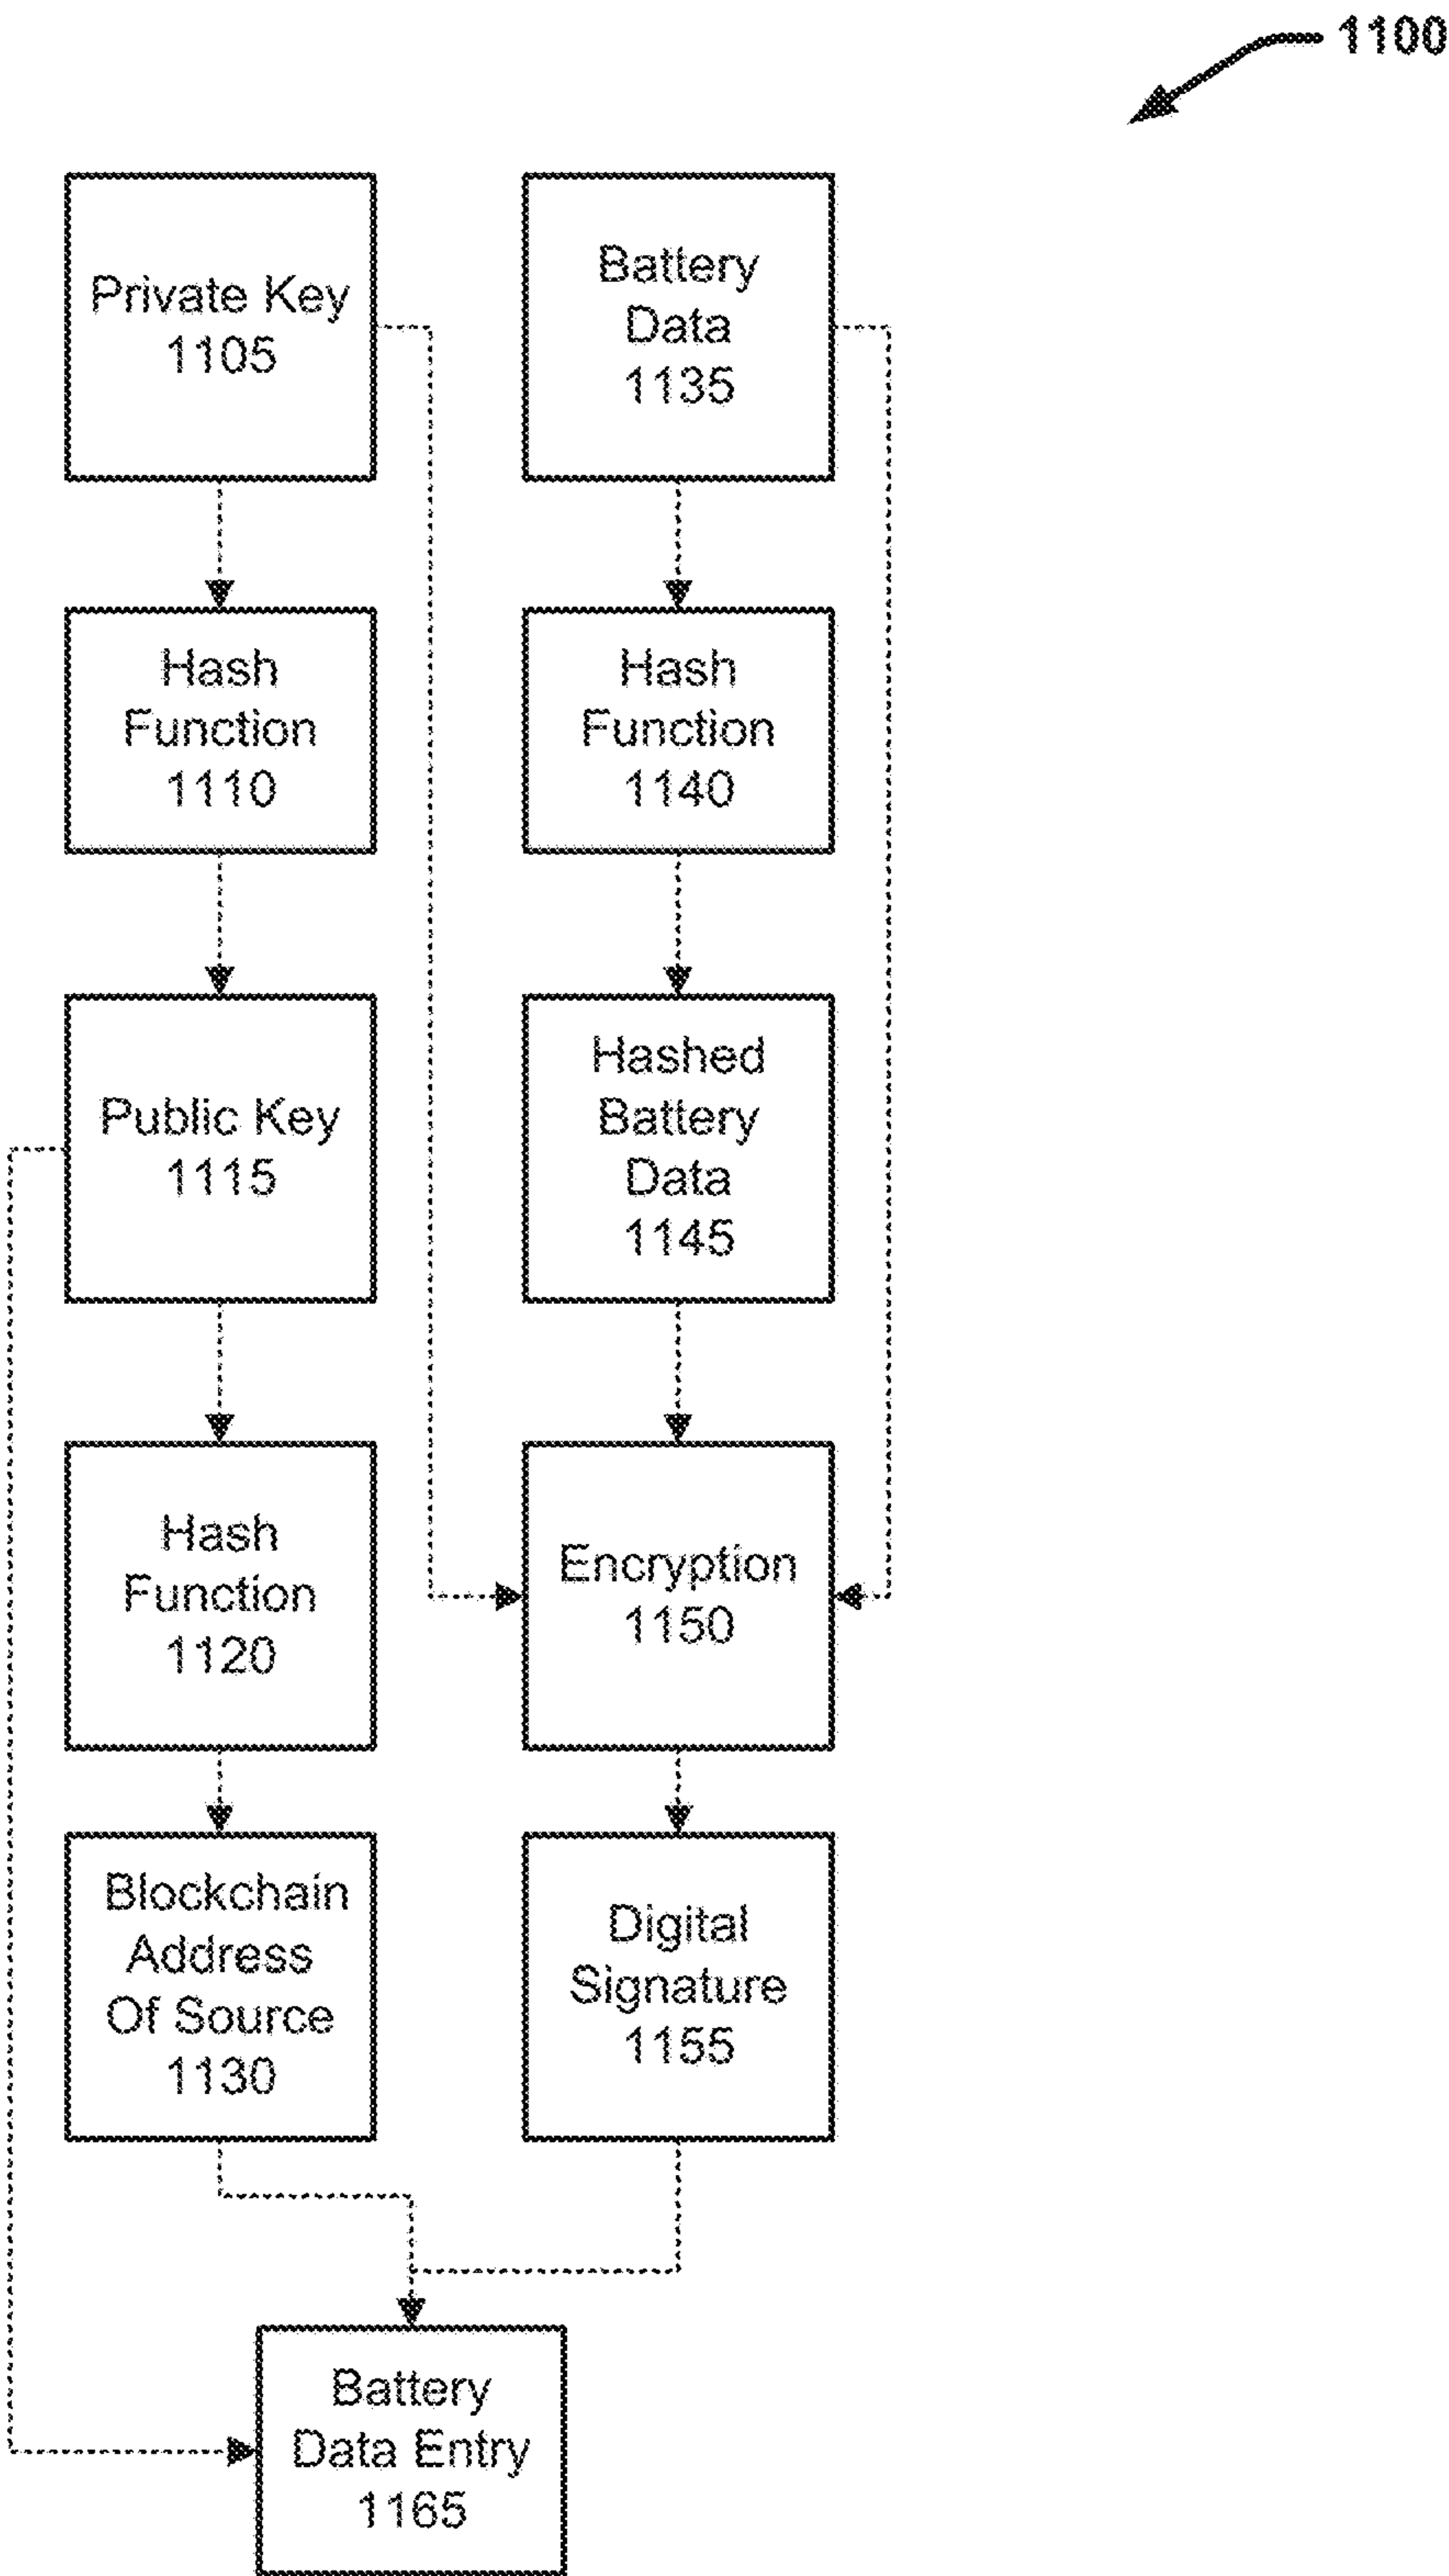 1100
Private Key
1105
Battery
Data
1135
Hash
Function
1110
Hash
Function
1140
Public Key
1115
Hashed
Battery
Data
1145
Hash
Function
1120
Encryption
1150
Blockchain
Address
Of Source
1130
Digital
Signature
1155
Battery
Data Entry
1165